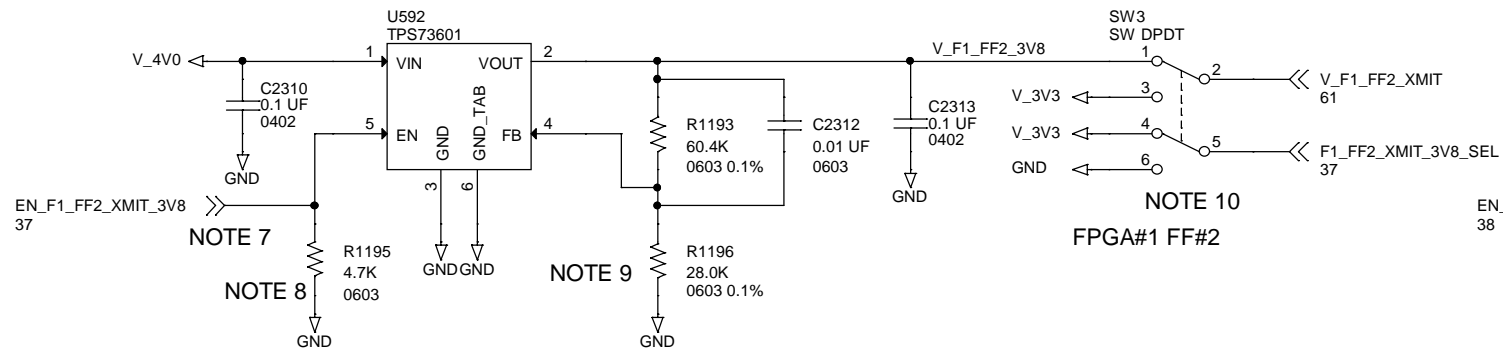 U592
TPS73601
V_4V0
1
VIN
VOUT
2
C2310
0.1 UF
0402
GND
5
EN
GND
GND_TAB
FB
4
3
6
GND
GND
EN_F1_FF2_XMIT_3V8
37
NOTE 7
NOTE 8
R1195
4.7K
0603
GND
R1193
60.4K
0603 0.1%
C2312
0.01 UF
0603
NOTE 9
R1196
28.0K
0603 0.1%
GND
C2313
0.1 UF
0402
GND
V_F1_FF2_3V8
SW3
SW DPDT
1
2
V_F1_FF2_XMIT
61
V_3V3
3
V_3V3
4
5
F1_FF2_XMIT_3V8_SEL
37
GND
6
NOTE 10
FPGA#1 FF#2
EN_
38